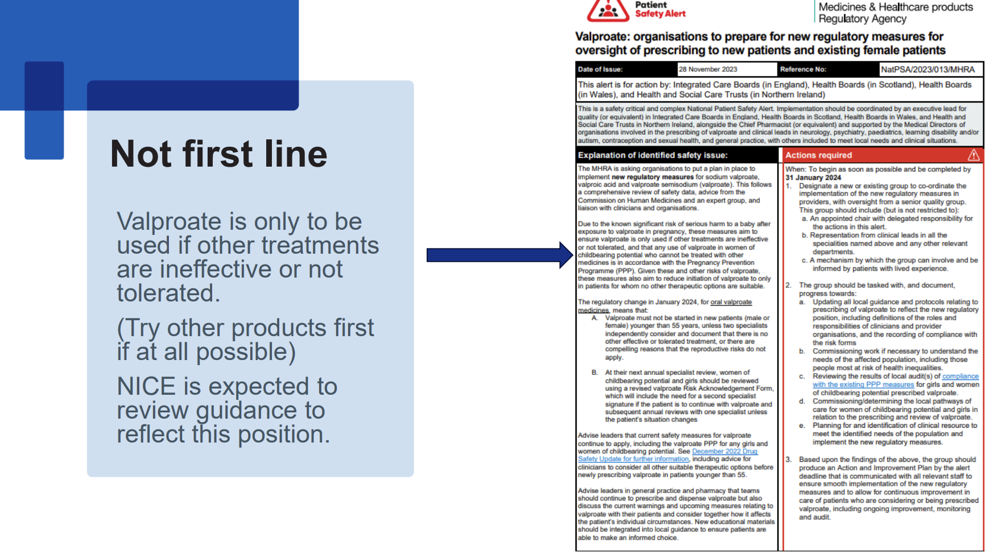 Not first line
Valproate is only to be
used if other treatments
are ineffective or not
tolerated.
(Try other products first
if at all possible)
NICE is expected to
review guidance to
reflect this position.
Patient
Safety Alert
Medicines & Healthcare products
Regulatory Agency
Valproate: organisations to prepare for new regulatory measures for
oversight of prescribing to new patients and existing female patients
Date of Issue: 28 November 2023 Reference No: NatPSA/2023/013/MHRA
This alert is for action by: Integrated Care Boards (in England), Health Boards (in Scotland), Health Boards
(in Wales), and Health and Social Care Trusts (in Northern Ireland)
This is a safety critical and complex National Patient Safety Alert. Implementation should be coordinated by an executive lead for
quality (or equivalent) in Integrated Care Boards in England, Health Boards in Scotland, Health Boards in Wales, and Health and
Social Care Trusts in Northern Ireland, alongside the Chief Pharmacist (or equivalent) and supported by the Medical Directors of
organisations involved in the prescribing of valproate and clinical leads in neurology, psychiatry, paediatrics, learning disability and/or
autism, contraception and sexual health, and general practice, with others included to meet local needs and clinical situations.
Explanation of identified safety issue:
The MHRA is asking organisations to put a plan in place to
implement new regulatory measures for sodium valproate,
valproic acid and valproate semisodium (valproate). This follows
a comprehensive review of safety data, advice from the
Commission on Human Medicines and an expert group, and
liaison with clinicians and organisations.
Due to the known significant risk of serious harm to a baby after
exposure to valproate in pregnancy, these measures aim to
ensure valproate is only used if other treatments are ineffective
or not tolerated, and that any use of valproate in women of
childbearing potential who cannot be treated with other
medicines is in accordance with the Pregnancy Prevention
Programme (PPP). Given these and other risks of valproate,
these measures also aim to reduce initiation of valproate to only
in patients for whom no other therapeutic options are suitable.
The regulatory change in January 2024, for oral valproate
medicines, means that:
A. Valproate must not be started in new patients (male or
female) younger than 55 years, unless two specialists
independently consider and document that there is no
other effective or tolerated treatment, or there are
compelling reasons that the reproductive risks do not
apply.
B. At their next annual specialist review, women of
childbearing potential and girls should be reviewed
using a revised valproate Risk Acknowledgement Form,
which will include the need for a second specialist
signature if the patient is to continue with valproate and
subsequent annual reviews with one specialist unless
the patient's situation changes
Advise leaders that current safety measures for valproate
continue to apply, including the valproate PPP for any girls and
women of childbearing potential. See December 2022 Drug
Safety Update for further information, including advice for
clinicians to consider all other suitable therapeutic options before
newly prescribing valproate in patients younger than 55.
Advise leaders in general practice and pharmacy that teams
should continue to prescribe and dispense valproate but also
discuss the current warnings and upcoming measures relating to
valproate with their patients and consider together how it affects
the patient's individual circumstances. New educational materials
should be integrated into local guidance to ensure patients are
able to make an informed choice.
Actions required
When: To begin as soon as possible and be completed by
31 January 2024
1. Designate a new or existing group to co-ordinate the
implementation of the new regulatory measures in
providers, with oversight from a senior quality group.
This group should include (but is not restricted to):
a. An appointed chair with delegated responsibility for
the actions in this alert.
b. Representation from clinical leads in all the
specialities named above and any other relevant
departments.
c. A mechanism by which the group can involve and be
informed by patients with lived experience.
2. The group should be tasked with, and document,
progress towards:
a. Updating all local guidance and protocols relating to
prescribing of valproate to reflect the new regulatory
position, including definitions of the roles and
responsibilities of clinicians and provider
organisations, and the recording of compliance with
the risk forms
b. Commissioning work if necessary to understand the
needs of the affected population, including those
people most at risk of health inequalities.
c. Reviewing the results of local audit(s) of compliance
with the existing PPP measures for girls and women
of childbearing potential prescribed valproate.
d. Commissioning/determining the local pathways of
care for women of childbearing potential and girls in
relation to the prescribing and review of valproate.
e. Planning for and identification of clinical resource to
meet the identified needs of the population and
implement the new regulatory measures.
3. Based upon the findings of the above, the group should
produce an Action and Improvement Plan by the alert
deadline that is communicated with all relevant staff to
ensure smooth implementation of the new regulatory
measures and to allow for continuous improvement in
care of patients who are considering or being prescribed
valproate, including ongoing improvement, monitoring
and audit.